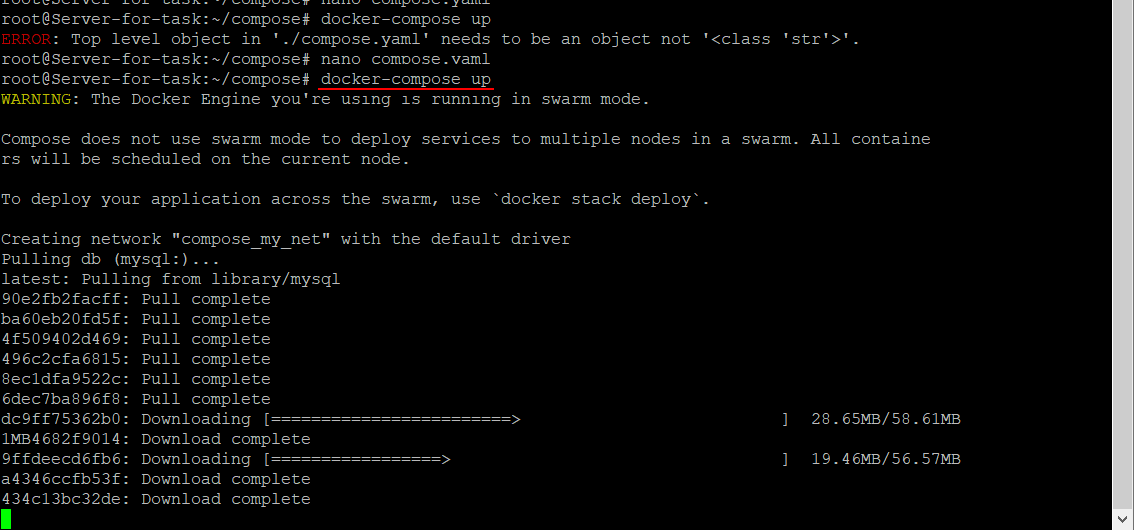 root@Server-for-task:~/compose# nano compose.yaml
root@Server-for-task:~/compose# docker-compose up
ERROR: Top level object in './compose.yaml' needs to be an object not '<class 'str'>'.
root@Server-for-task:~/compose# nano compose.yaml
root@Server-for-task:~/compose# docker-compose up
WARNING: The Docker Engine you're using is running in swarm mode.
Compose does not use swarm mode to deploy services to multiple nodes in a swarm. All containe
rs will be scheduled on the current node.
To deploy your application across the swarm, use `docker stack deploy`.
Creating network "compose_my_net" with the default driver
Pulling db (mysql:)...
latest: Pulling from library/mysql
90e2fb2facff: Pull complete
ba60eb20fd5f: Pull complete
4f509402d469: Pull complete
496c2cfa6815: Pull complete
8ec1dfa9522c: Pull complete
6dec7ba896f8: Pull complete
dc9ff75362b0: Downloading [========================>                          ]  28.65MB/58.61MB
1MB4682f9014: Download complete
9ffdeecd6fb6: Downloading [=================>                                 ]  19.46MB/56.57MB
a4346ccfb53f: Download complete
434c13bc32de: Download complete